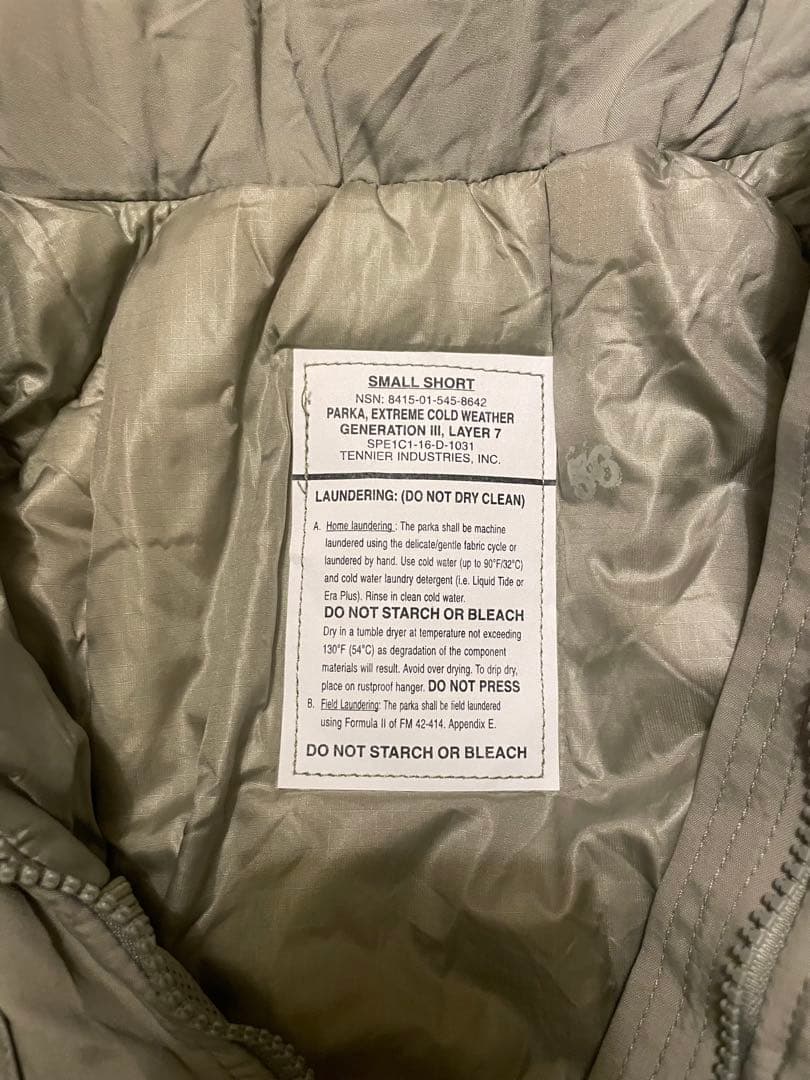 SMALL SHORT
NSN: 8415-01-545-8642
PARKA, EXTREME COLD WEATHER
GENERATION III, LAYER 7
SPE1C1-16-D-1031
TENNIER INDUSTRIES, INC.
LAUNDERING: (DO NOT DRY CLEAN)
A. Home laundering : The parka shall be machine
laundered using the delicate/gentle fabric cycle or
laundered by hand. Use cold water (up to 90°F/32°C)
and cold water laundry detergent (i.e. Liquid Tide or
Era Plus). Rinse in clean cold water.
DO NOT STARCH OR BLEACH
Dry in a tumble dryer at temperature not exceeding
130°F (54°C) as degradation of the component
materials will result. Avoid over drying. To drip dry,
place on rustproof hanger. DO NOT PRESS
B. Field Laundering: The parka shall be field laundered
using Formula II of FM 42-414. Appendix E.
DO NOT STARCH OR BLEACH